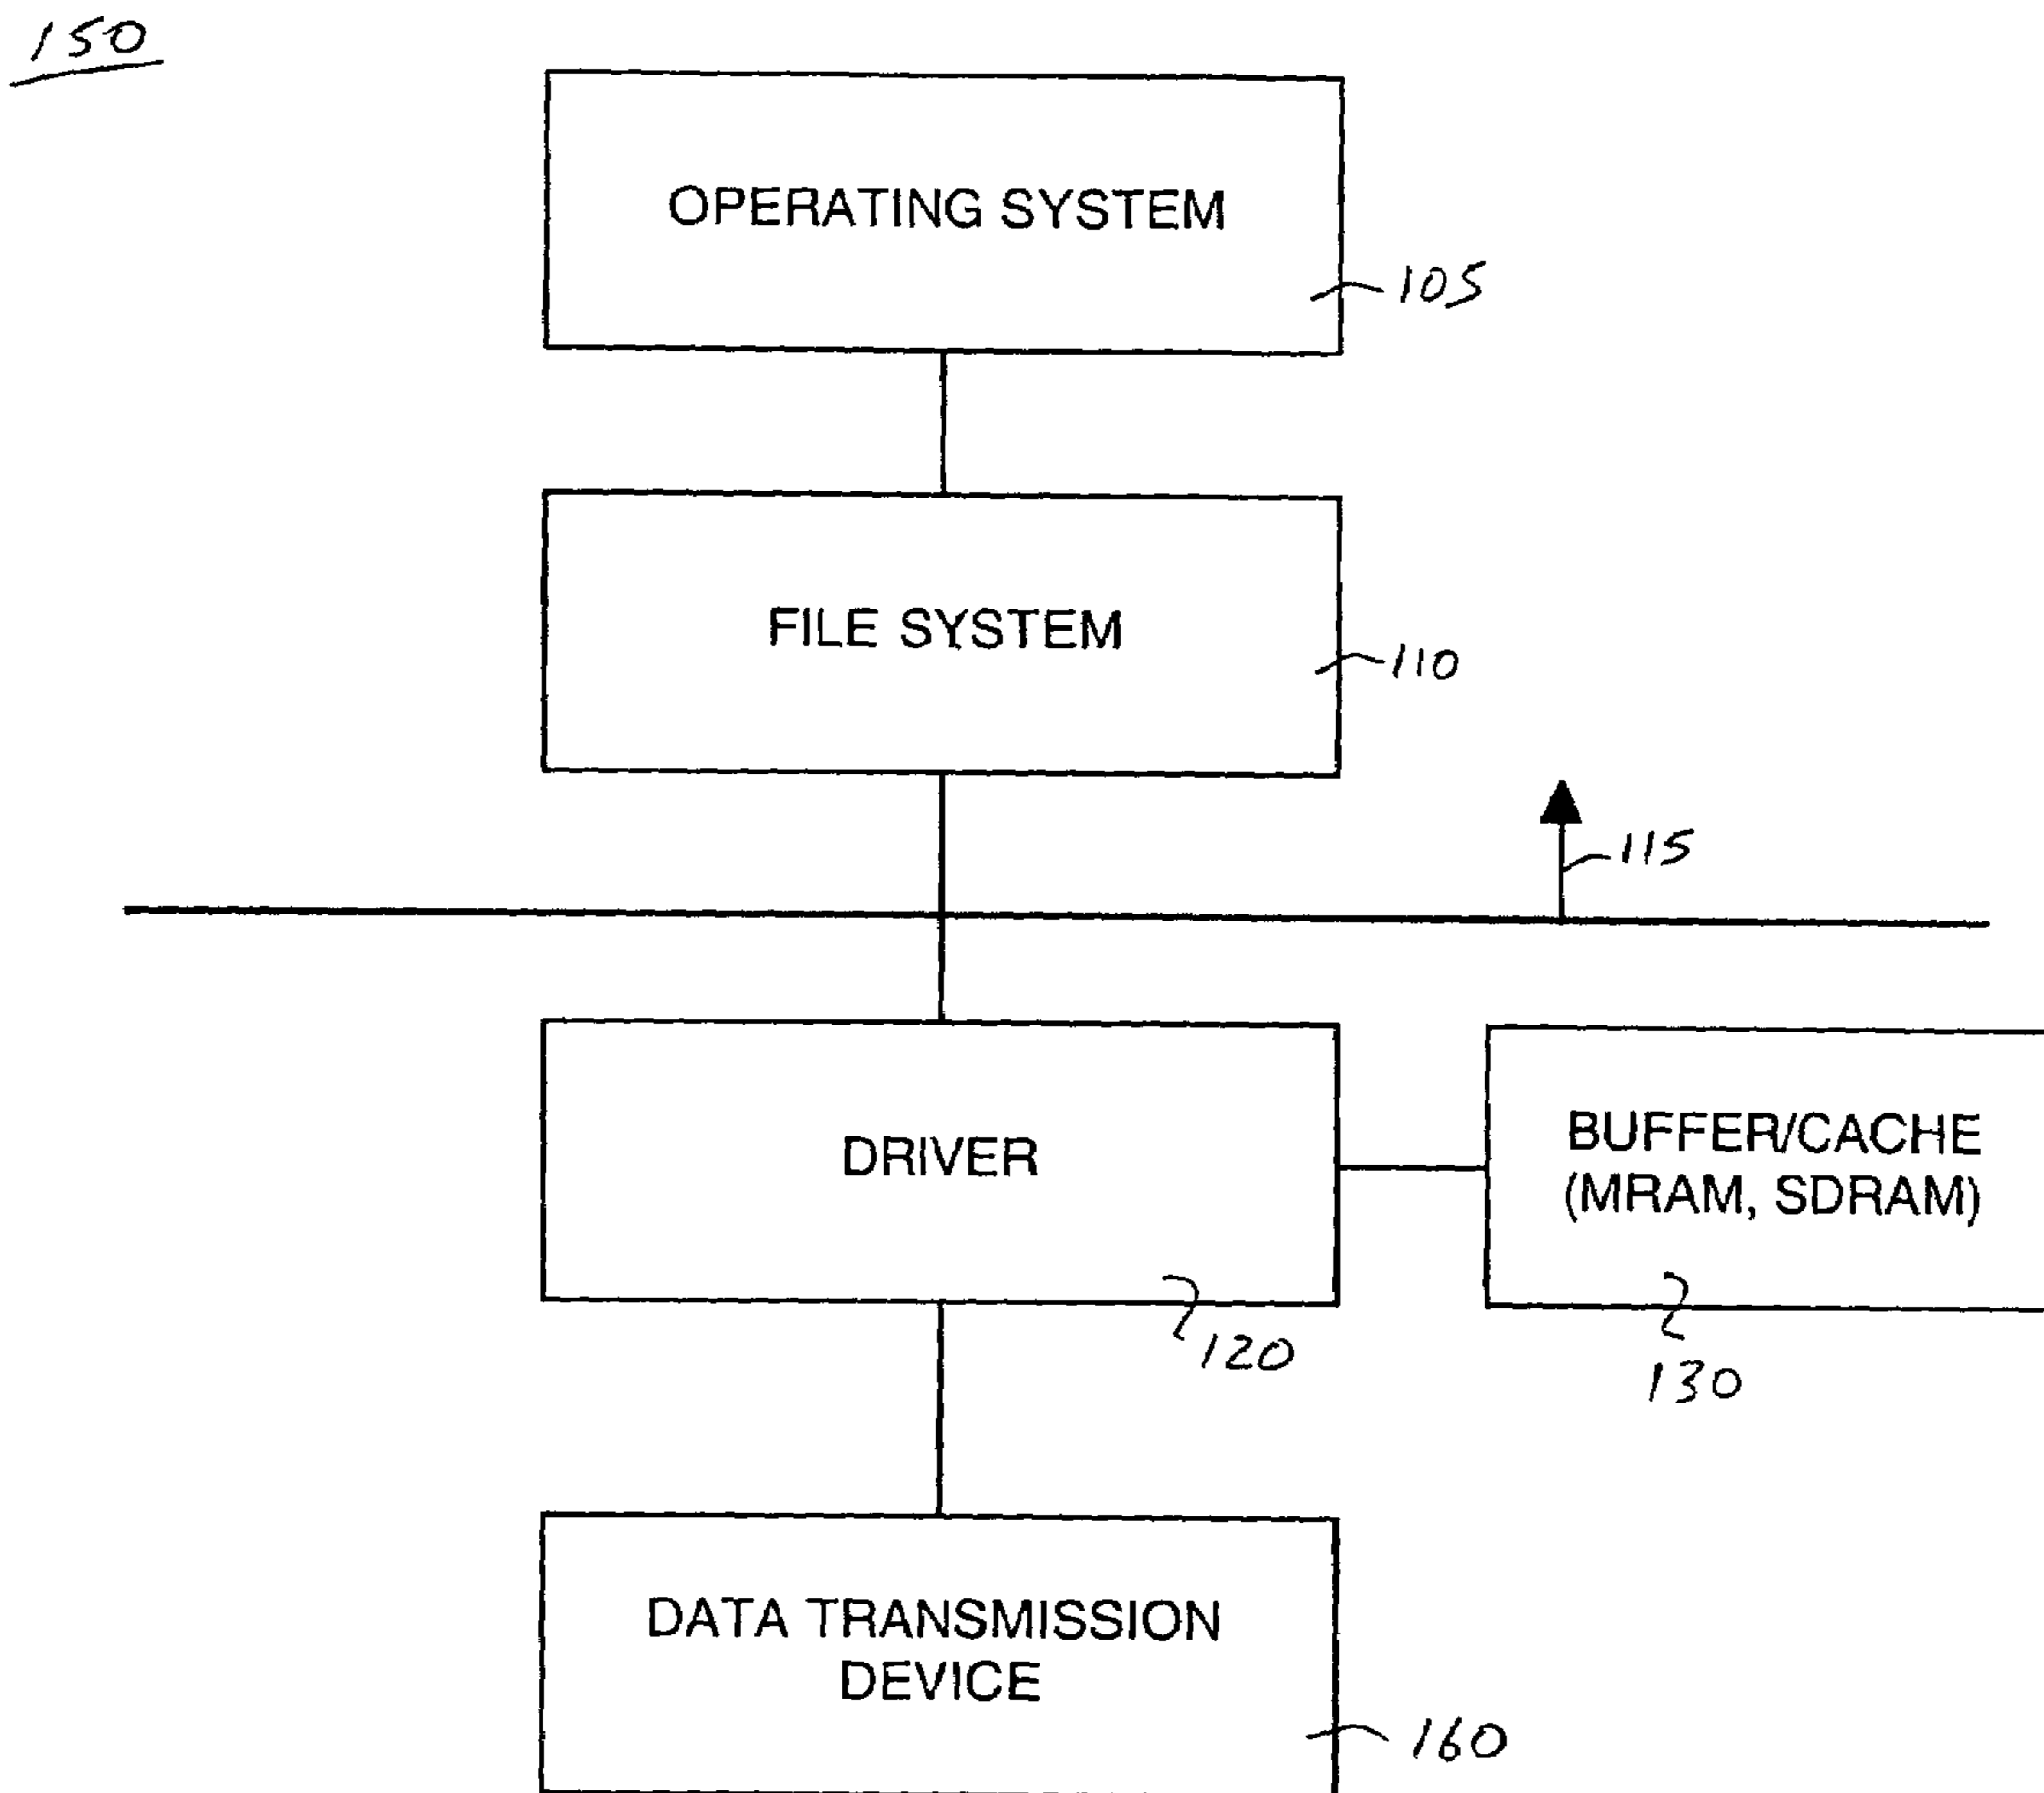 150
OPERATING SYSTEM
105
FILE SYSTEM
110
115
DRIVER
BUFFER/CACHE
(MRAM, SDRAM)
120
130
DATA TRANSMISSION
DEVICE
160